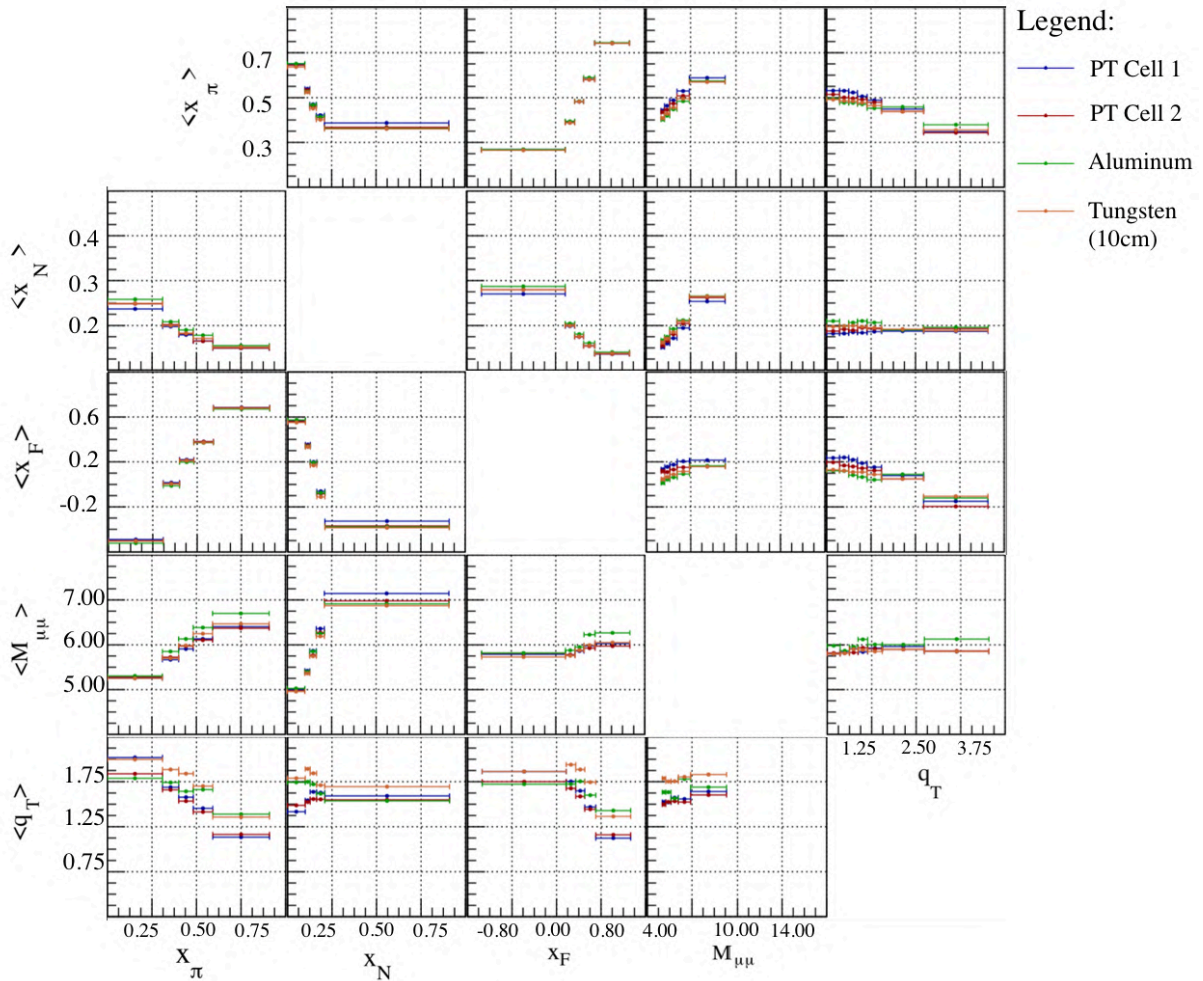 Legend:
PT Cell 1
PT Cell 2
Aluminum
Tungsten
(10cm)
<x_π>
0.7
0.5
0.3
<x_N>
0.4
0.3
0.2
<x_F>
0.6
0.2
-0.2
<M_μμ>
7.00
6.00
5.00
1.25 2.50 3.75
q_T
<q_T>
1.75
1.25
0.75
0.25 0.50 0.75
0.25 0.50 0.75
-0.80 0.00 0.80
4.00 10.00 14.00
x_π
x_N
x_F
M_μμ